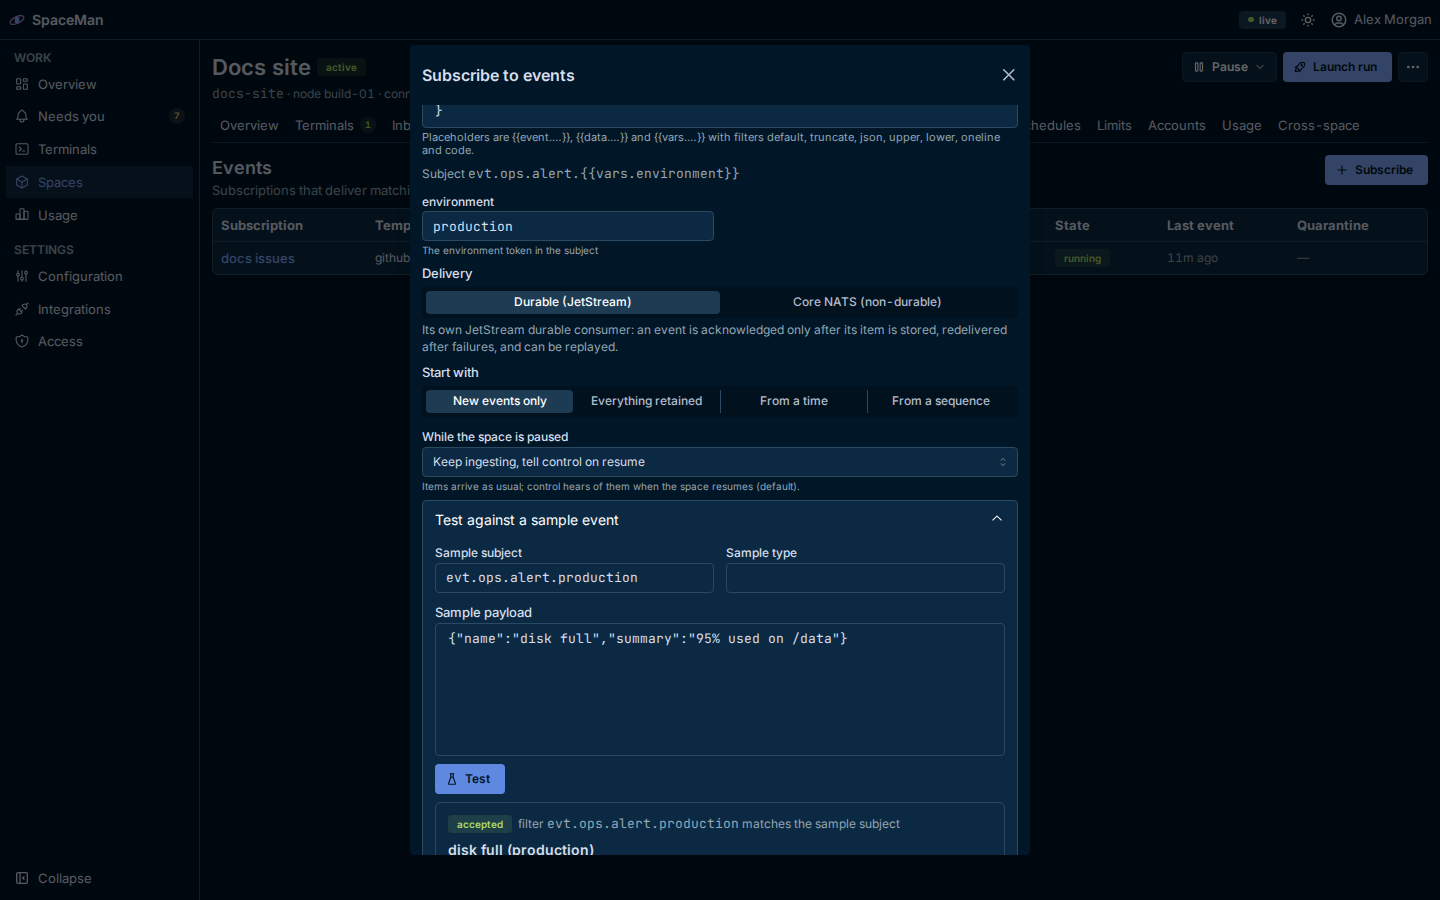 SpaceMan
live
Alex Morgan
WORK
Overview
Needs you
7
Terminals
Spaces
Usage
SETTINGS
Configuration
Integrations
Access
Collapse
Docs site
active
docs-site · node build-01 · conn
Pause
Launch run
Overview
Terminals
1
Inb
hedules
Limits
Accounts
Usage
Cross-space
Events
Subscriptions that deliver matchi
Subscribe
Subscription
Temp
State
Last event
Quarantine
docs issues
github
running
11m ago
—
Subscribe to events
}
Placeholders are {{event....}}, {{data....}} and {{vars....}} with filters default, truncate, json, upper, lower, oneline
and code.
Subject evt.ops.alert.{{vars.environment}}
environment
production
The environment token in the subject
Delivery
Durable (JetStream)
Core NATS (non-durable)
Its own JetStream durable consumer: an event is acknowledged only after its item is stored, redelivered
after failures, and can be replayed.
Start with
New events only
Everything retained
From a time
From a sequence
While the space is paused
Keep ingesting, tell control on resume
Items arrive as usual; control hears of them when the space resumes (default).
Test against a sample event
Sample subject
Sample type
evt.ops.alert.production
Sample payload
{"name":"disk full","summary":"95% used on /data"}
Test
accepted
filter evt.ops.alert.production matches the sample subject
disk full (production)